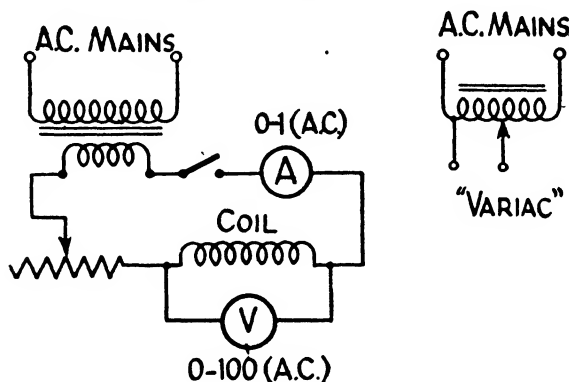 A.C. MAINS
0-1 (A.C.)
A
COIL
V
0-100 (A.C.)
A.C. MAINS
"VARIAC"